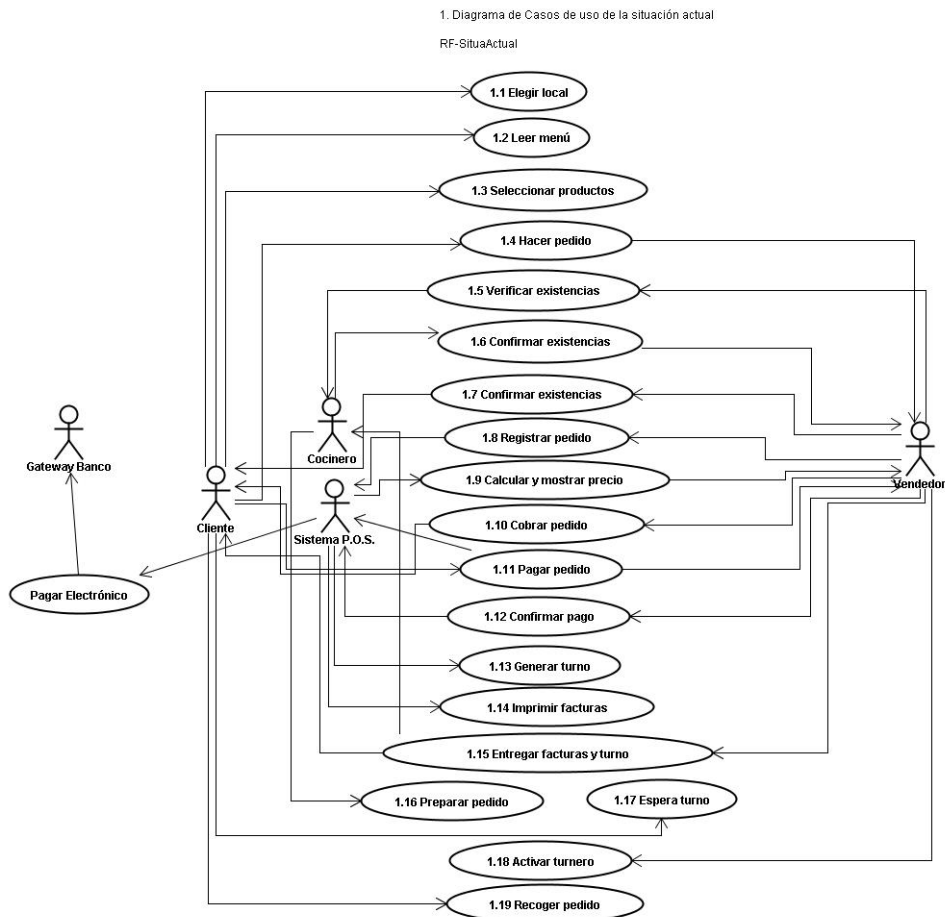 1. Diagrama de Casos de uso de la situación actual
RF-SituaActual
1.1 Elegir local
1.2 Leer menú
1.3 Seleccionar productos
1.4 Hacer pedido
1.5 Verificar existencias
1.6 Confirmar existencias
1.7 Confirmar existencias
1.8 Registrar pedido
Cocinero
Gateway Banco
1.9 Calcular y mostrar precio
Vendedor
1.10 Cobrar pedido
Cliente
Sistema P.O.S.
1.11 Pagar pedido
Pagar Electrónico
1.12 Confirmar pago
1.13 Generar turno
1.14 Imprimir facturas
1.15 Entregar facturas y turno
1.16 Preparar pedido
1.17 Espera turno
1.18 Activar turnero
1.19 Recoger pedido